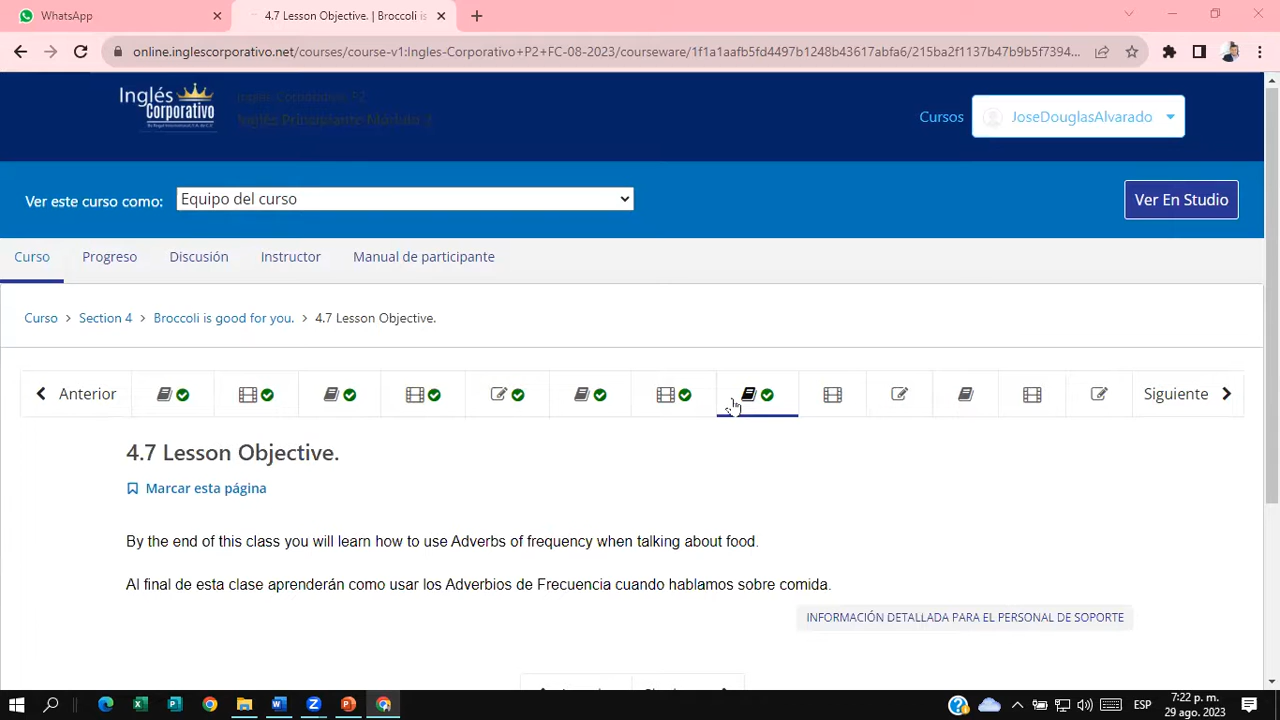 WhatsApp
4.7 Lesson Objective. | Broccoli is
online.inglescorporativo.net/courses/course-v1:Ingles-Corporativo+P2+FC-08-2023/courseware/1f1a1aafb5fd4497b1248b43617abfa6/215ba2f1137b47b9b5f7394...
Inglés
Corporativo
Inglés Principiante Módulo 2
Cursos
JoseDouglasAlvarado
Ver este curso como:
Equipo del curso
Ver En Studio
Curso
Progreso
Discusión
Instructor
Manual de participante
Curso > Section 4 > Broccoli is good for you. > 4.7 Lesson Objective.
Anterior
Siguiente
4.7 Lesson Objective.
Marcar esta página
By the end of this class you will learn how to use Adverbs of frequency when talking about food.
Al final de esta clase aprenderán como usar los Adverbios de Frecuencia cuando hablamos sobre comida.
INFORMACIÓN DETALLADA PARA EL PERSONAL DE SOPORTE
ESP
7:22 p. m.
29 ago. 2023